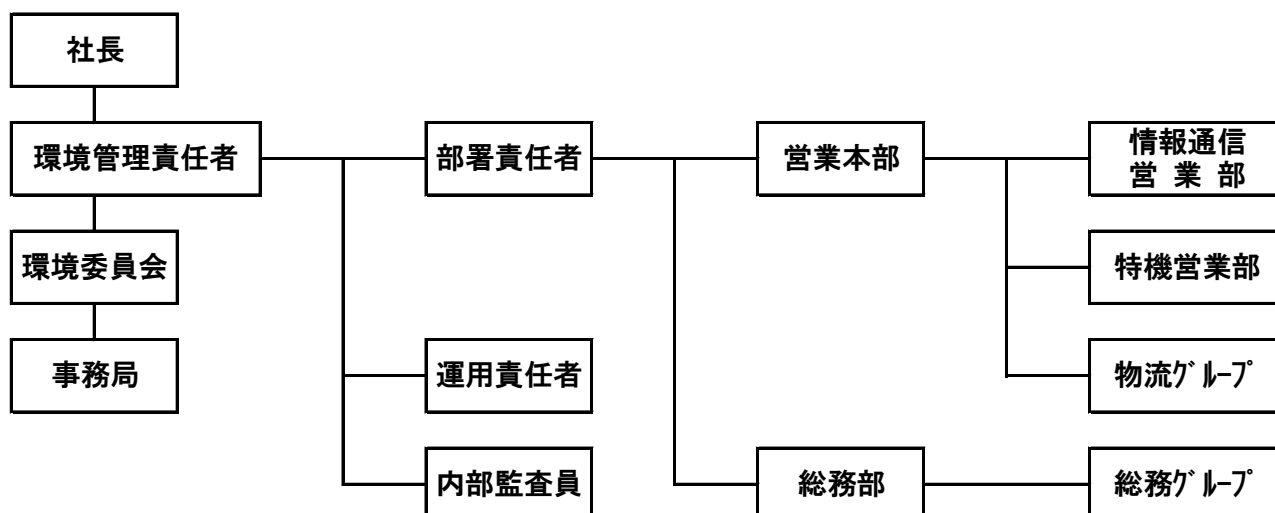 社長
環境管理責任者
部署責任者
営業本部
情報通信
営業部
環境委員会
特機営業部
事務局
運用責任者
物流ｸﾞﾙｰﾌﾟ
内部監査員
総務部
総務ｸﾞﾙｰﾌﾟ